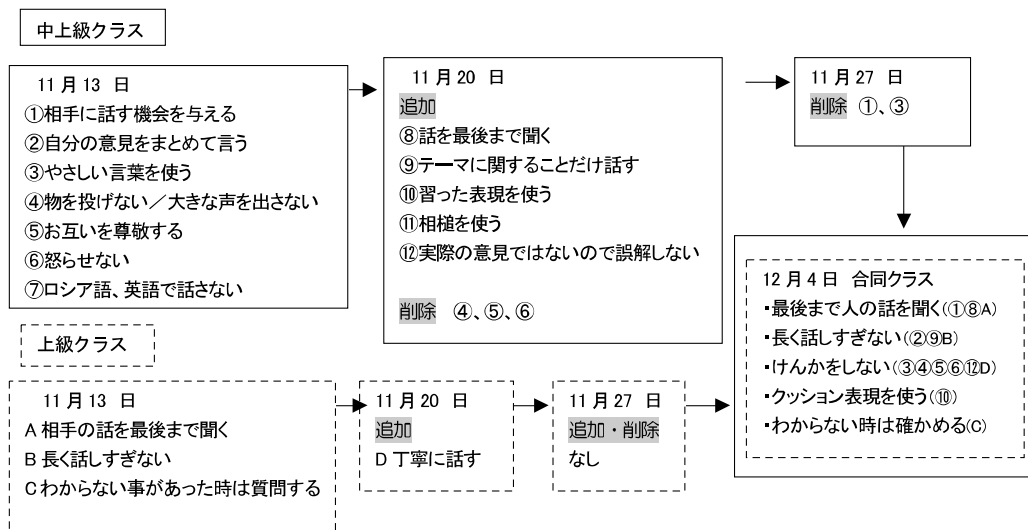 中上級クラス
11月13 日
①相手に話す機会を与える
②自分の意見をまとめて言う
③やさしい言葉を使う
④物を投げない／大きな声を出さない
⑤お互いを尊敬する
⑥怒らせない
⑦ロシア語、英語で話さない
11月20 日
追加
⑧話を最後まで聞く
⑨テーマに関することだけ話す
⑩習った表現を使う
⑪相槌を使う
⑫実際の意見ではないので誤解しない
削除 ④、⑤、⑥
11月27 日
削除 ①、③
上級クラス
11月13 日
A 相手の話を最後まで聞く
B 長く話しすぎない
C わからない事があった時は質問する
11月20 日
追加
D 丁寧に話す
11月27 日
追加・削除
なし
12月4日 合同クラス
・最後まで人の話を聞く(①⑧A)
・長く話しすぎない(②⑨B)
・けんかをしない(③④⑤⑥⑫D)
・クッション表現を使う(⑩)
・わからない時は確かめる(C)